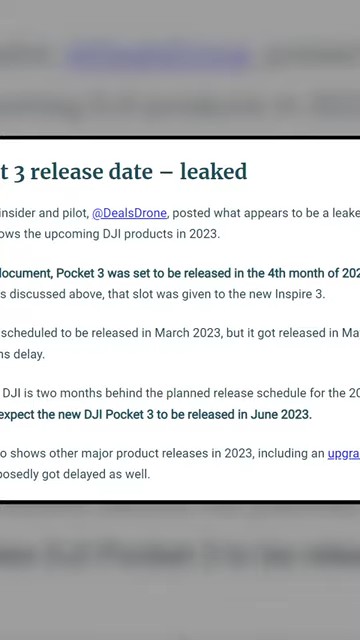 t 3 release date – leaked
insider and pilot, @DealsDrone, posted what appears to be a leake
ows the upcoming DJI products in 2023.
document, Pocket 3 was set to be released in the 4th month of 202
s discussed above, that slot was given to the new Inspire 3.
scheduled to be released in March 2023, but it got released in Ma
ns delay.
DJI is two months behind the planned release schedule for the 20
expect the new DJI Pocket 3 to be released in June 2023.
o shows other major product releases in 2023, including an upgra
posedly got delayed as well.